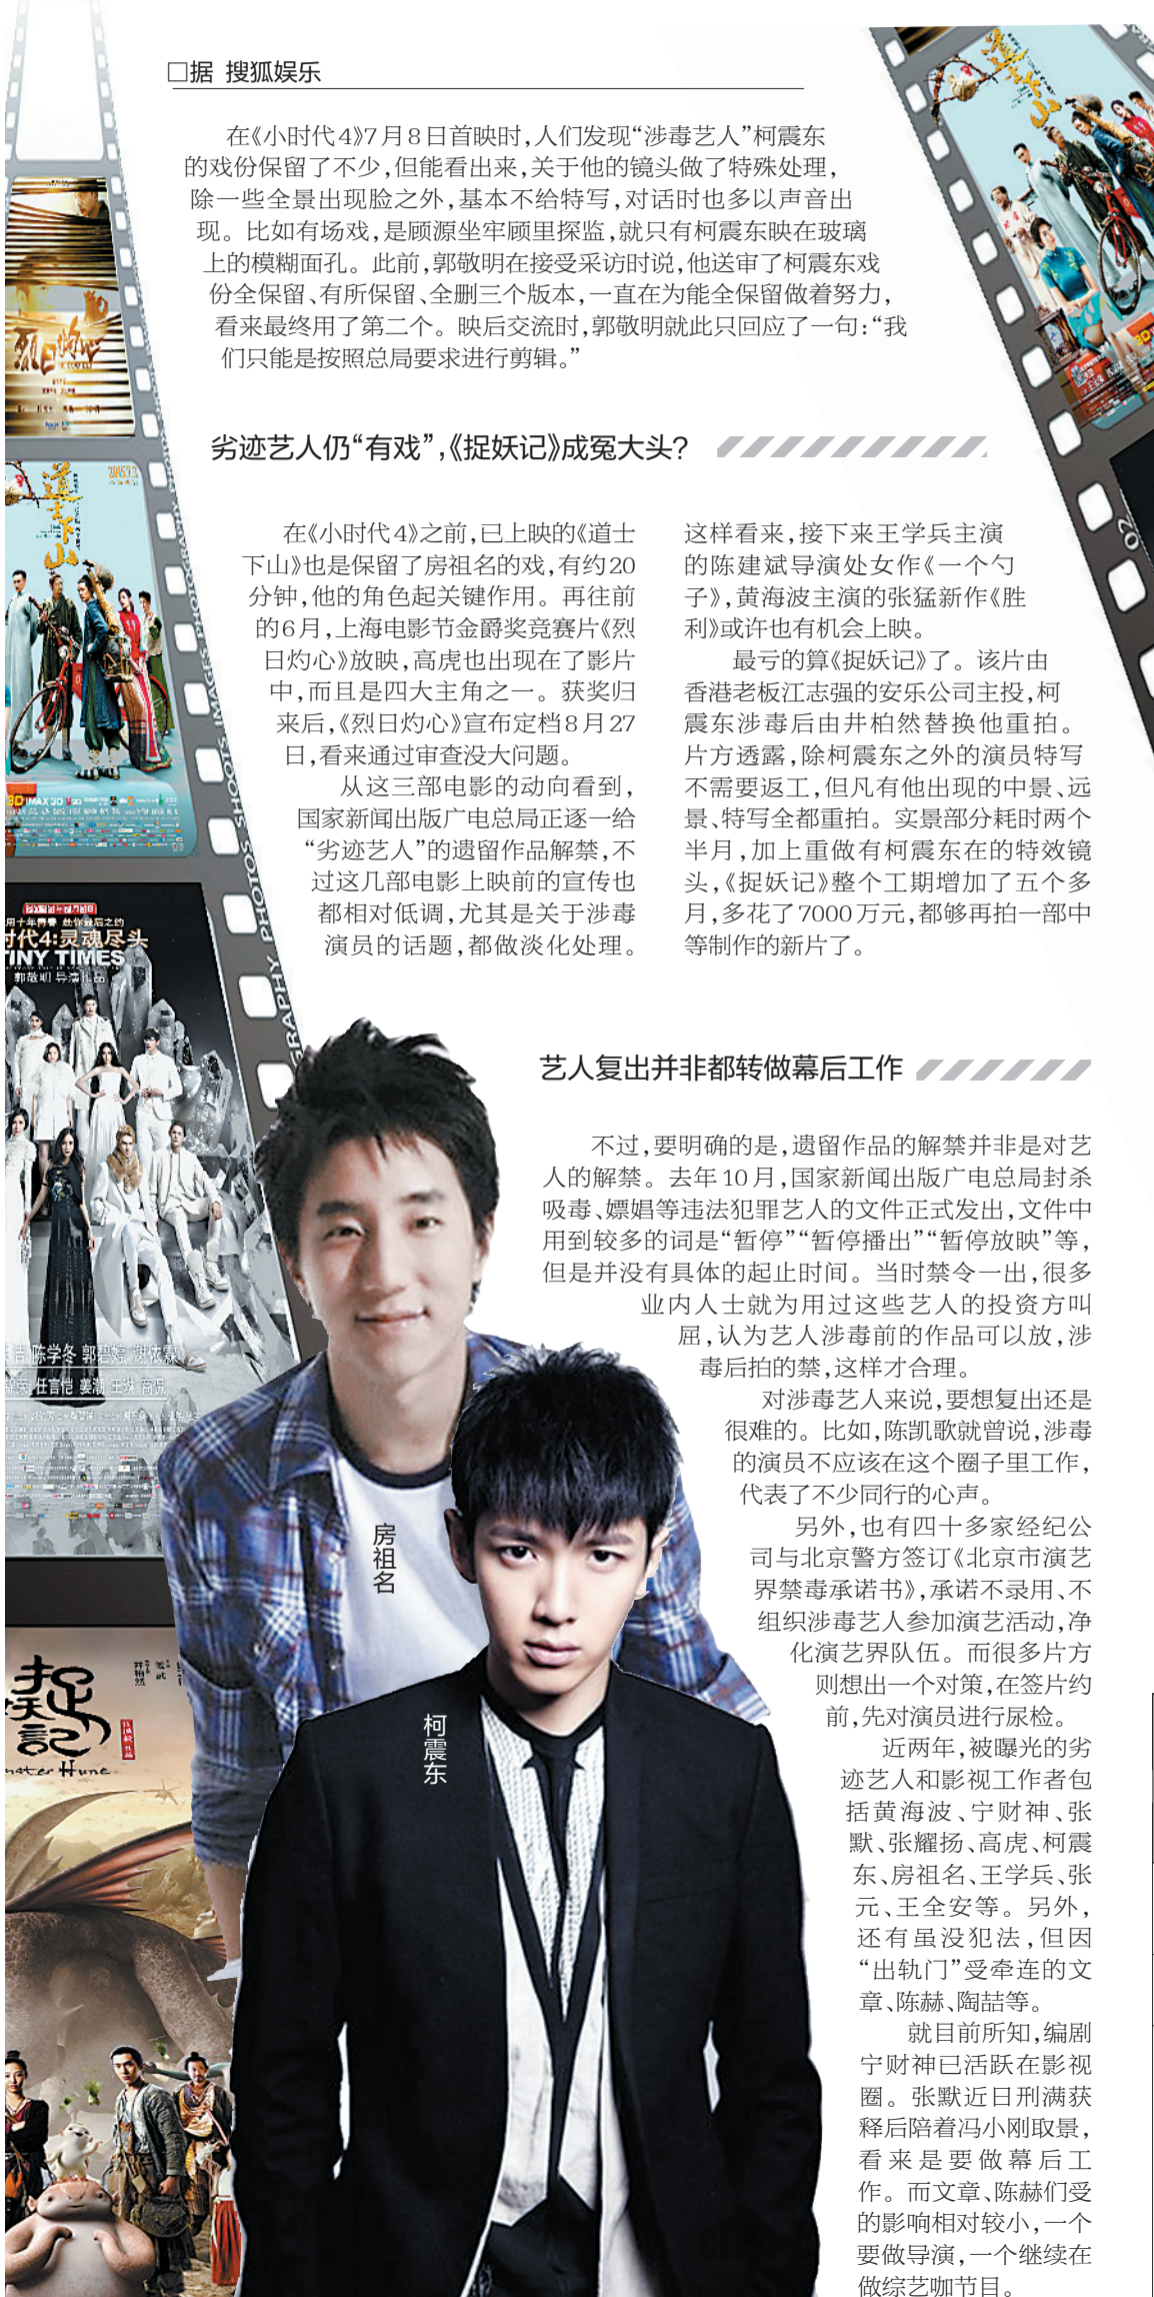 □据 搜狐娱乐
在《小时代4》7月8日首映时,人们发现“涉毒艺人”柯震东
的戏份保留了不少,但能看出来,关于他的镜头做了特殊处理,
除一些全景出现脸之外,基本不给特写,对话时也多以声音出
现。比如有场戏,是顾源坐牢顾里探监,就只有柯震东映在玻璃
上的模糊面孔。此前,郭敬明在接受采访时说,他送审了柯震东戏
份全保留、有所保留、全删三个版本,一直在为能全保留做着努力,
看来最终用了第二个。映后交流时,郭敬明就此只回应了一句:“我
们只能是按照总局要求进行剪辑。”
劣迹艺人仍“有戏”,《捉妖记》成冤大头?
在《小时代4》之前,已上映的《道士
下山》也是保留了房祖名的戏,有约20
分钟,他的角色起关键作用。再往前
的6月,上海电影节金爵奖竞赛片《烈
日灼心》放映,高虎也出现在了影片
中,而且是四大主角之一。获奖归
来后,《烈日灼心》宣布定档8月27
日,看来通过审查没大问题。
从这三部电影的动向看到,
国家新闻出版广电总局正逐一给
“劣迹艺人”的遗留作品解禁,不
过这几部电影上映前的宣传也
都相对低调,尤其是关于涉毒
演员的话题,都做淡化处理。
这样看来,接下来王学兵主演
的陈建斌导演处女作《一个勺
子》,黄海波主演的张猛新作《胜
利》或许也有机会上映。
最亏的算《捉妖记》了。该片由
香港老板江志强的安乐公司主投,柯
震东涉毒后由井柏然替换他重拍。
片方透露,除柯震东之外的演员特写
不需要返工,但凡有他出现的中景、远
景、特写全都重拍。实景部分耗时两个
半月,加上重做有柯震东在的特效镜
头,《捉妖记》整个工期增加了五个多
月,多花了7000万元,都够再拍一部中
等制作的新片了。
艺人复出并非都转做幕后工作
不过,要明确的是,遗留作品的解禁并非是对艺
人的解禁。去年10月,国家新闻出版广电总局封杀
吸毒、嫖娼等违法犯罪艺人的文件正式发出,文件中
用到较多的词是“暂停”“暂停播出”“暂停放映”等,
但是并没有具体的起止时间。当时禁令一出,很多
业内人士就为用过这些艺人的投资方叫
屈,认为艺人涉毒前的作品可以放,涉
毒后拍的禁,这样才合理。
对涉毒艺人来说,要想复出还是
很难的。比如,陈凯歌就曾说,涉毒
的演员不应该在这个圈子里工作,
代表了不少同行的心声。
另外,也有四十多家经纪公
司与北京警方签订《北京市演艺
界禁毒承诺书》,承诺不录用、不
组织涉毒艺人参加演艺活动,净
化演艺界队伍。而很多片方
则想出一个对策,在签片约
前,先对演员进行尿检。
近两年,被曝光的劣
迹艺人和影视工作者包
括黄海波、宁财神、张
默、张耀扬、高虎、柯震
东、房祖名、王学兵、张
元、王全安等。另外,
还有虽没犯法,但因
“出轨门”受牵连的文
章、陈赫、陶喆等。
就目前所知,编剧
宁财神已活跃在影视
圈。张默近日刑满获
释后陪着冯小刚取景,
看来是要做幕后工
作。而文章、陈赫们受
的影响相对较小,一个
要做导演,一个继续在
做综艺咖节目。
房祖名
柯震东
道士下山
道士下山
3D IMAX3D
时代4:灵魂尽头
TINY TIMES
郭敬明 导演作品
陈学冬 郭碧婷 谢依霖
任言恺 姜潮 王琳 商侃
捉妖記
PHOTOS SHOOTS, IMAGES PHOTOGRAPHY
02